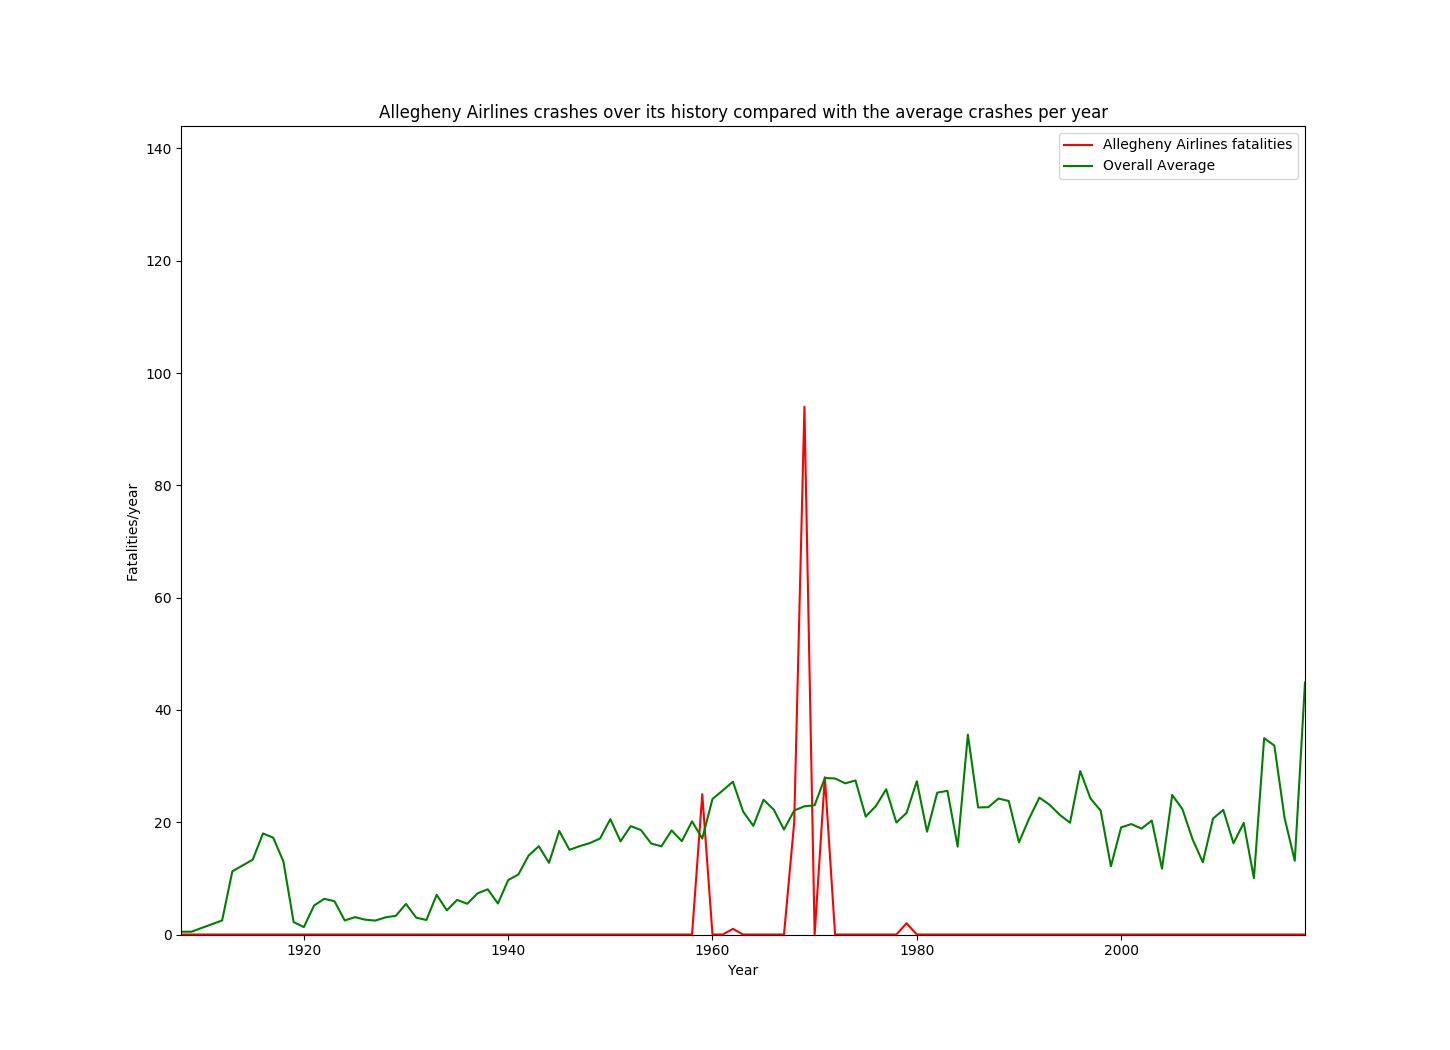 Allegheny Airlines crashes over its history compared with the average crashes per year
Allegheny Airlines fatalities
Overall Average
140
120
100
80
60
40
20
0
Fatalities/year
1920 1940 1960 1980 2000
Year